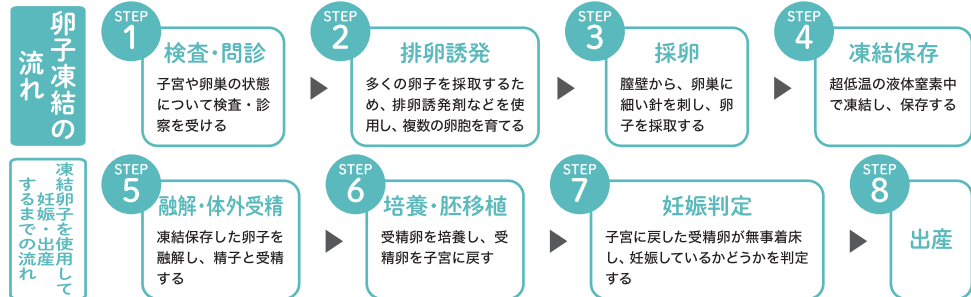 卵子凍結の
流れ
STEP
1
検査・問診
子宮や卵巣の状態
について検査・診
察を受ける
STEP
2
排卵誘発
多くの卵子を採取するた
め、排卵誘発剤などを使
用し、複数の卵胞を育てる
STEP
3
採卵
膣壁から、卵巣に
細い針を刺し、卵
子を採取する
STEP
4
凍結保存
超低温の液体窒素中
で凍結し、保存する
凍結卵子を使用して
妊娠・出産
するまでの流れ
STEP
5
融解・体外受精
凍結保存した卵子を
融解し、精子と受精
する
STEP
6
培養・胚移植
受精卵を培養し、受
精卵を子宮に戻す
STEP
7
妊娠判定
子宮に戻した受精卵が無事着床
し、妊娠しているかどうかを判定
する
STEP
8
出産